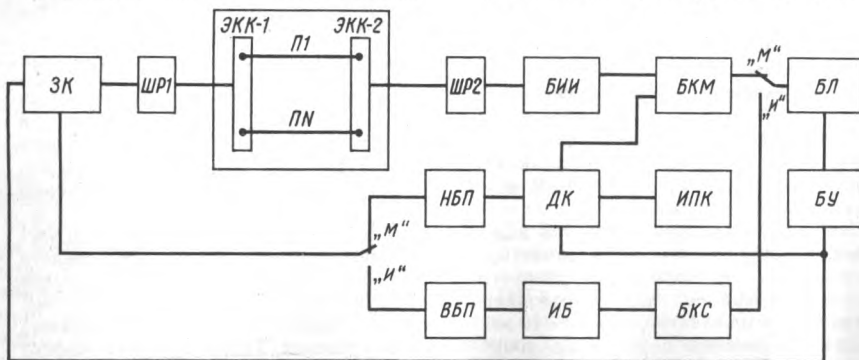 ЭКК-1 ЭКК-2
П1
ЗК ШР1 ШР2 БИИ БКМ „М“ БЛ
„И“
ПN
НБП ДК ИПК БУ
„М“
„И“
ВБП ИБ БКС